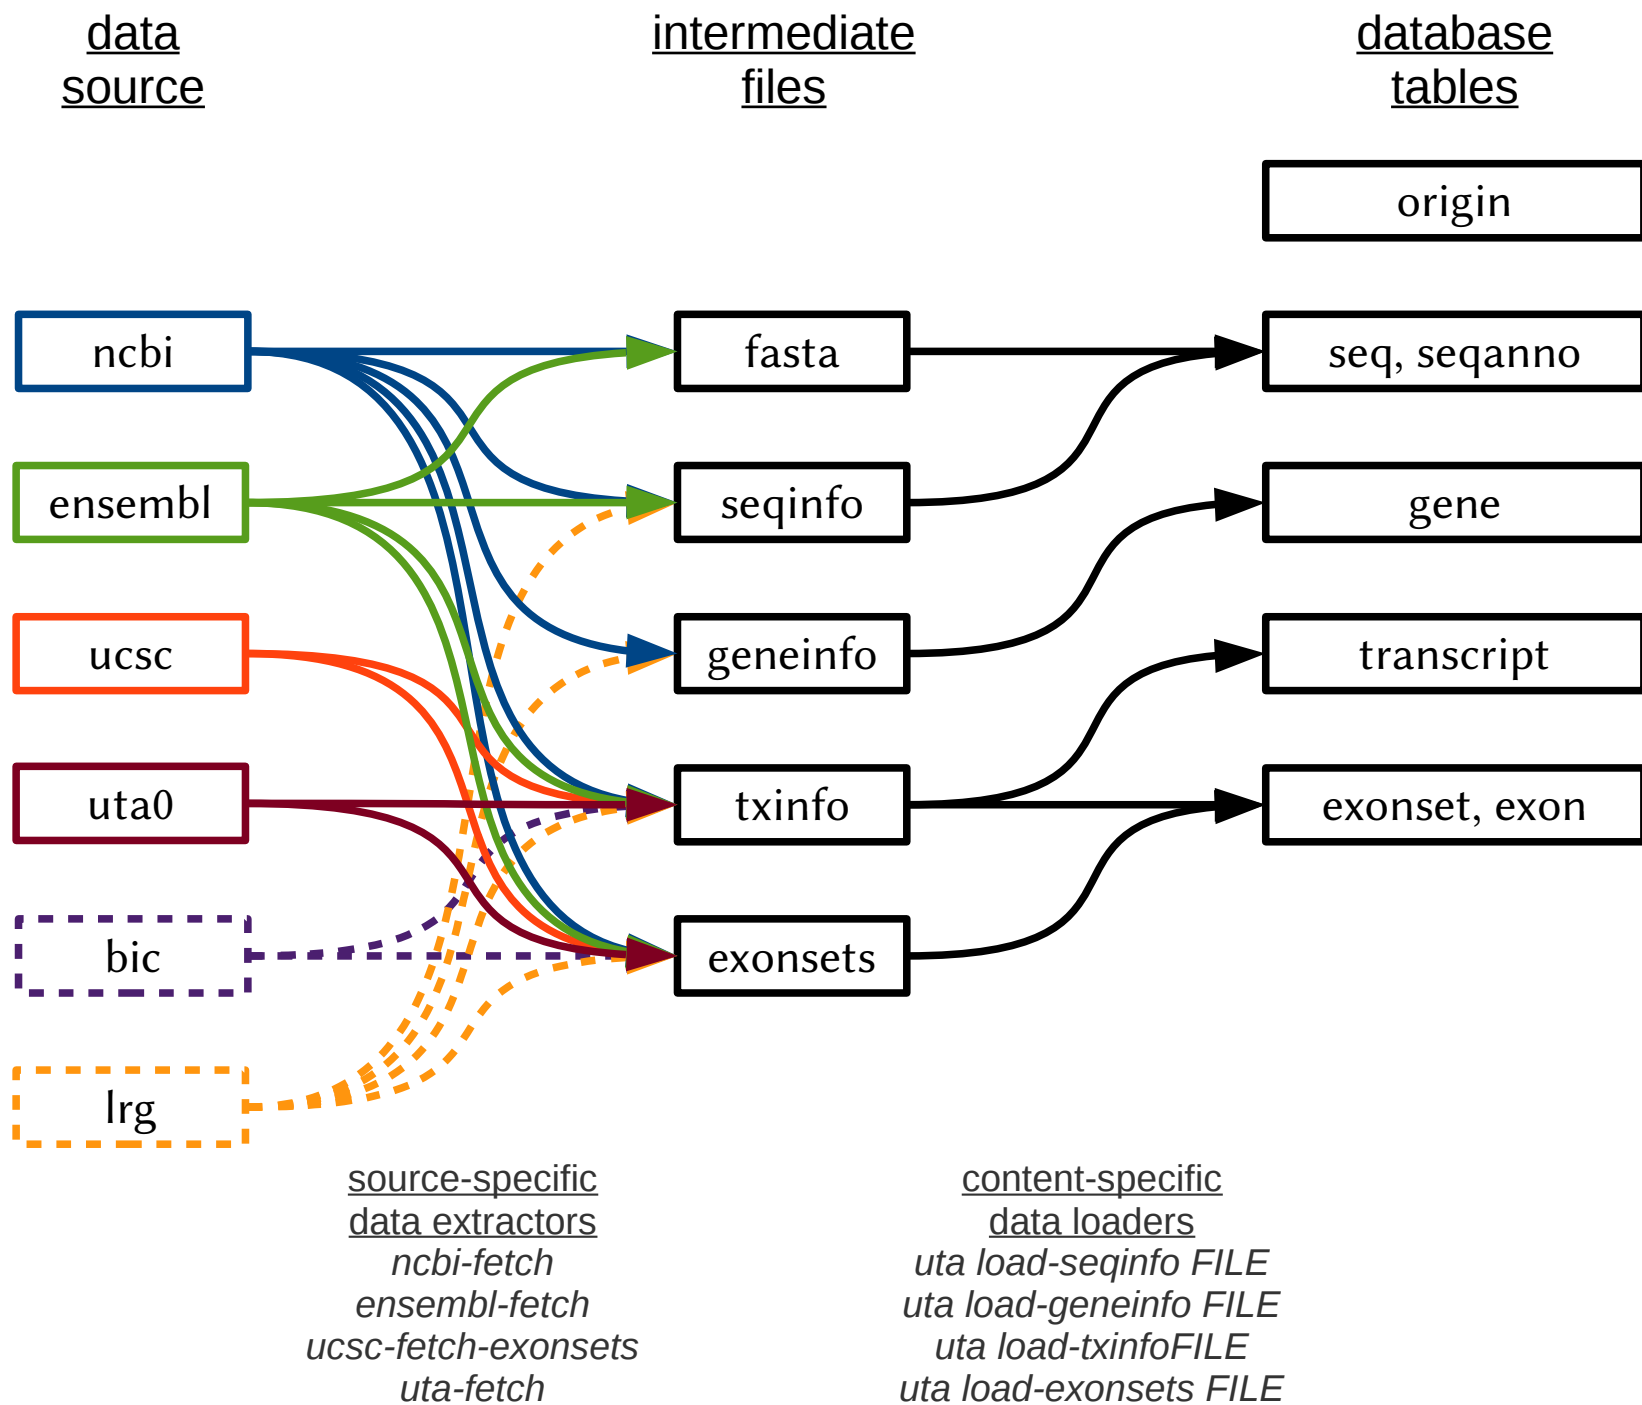 data
source
intermediate
files
database
tables
origin
ncbi
fasta
seq, seqanno
ensembl
seqinfo
gene
ucsc
geneinfo
transcript
uta0
txinfo
exonset, exon
bic
exonsets
lrg
source-specific
data extractors
ncbi-fetch
ensembl-fetch
ucsc-fetch-exonsets
uta-fetch
content-specific
data loaders
uta load-seqinfo FILE
uta load-geneinfo FILE
uta load-txinfoFILE
uta load-exonsets FILE